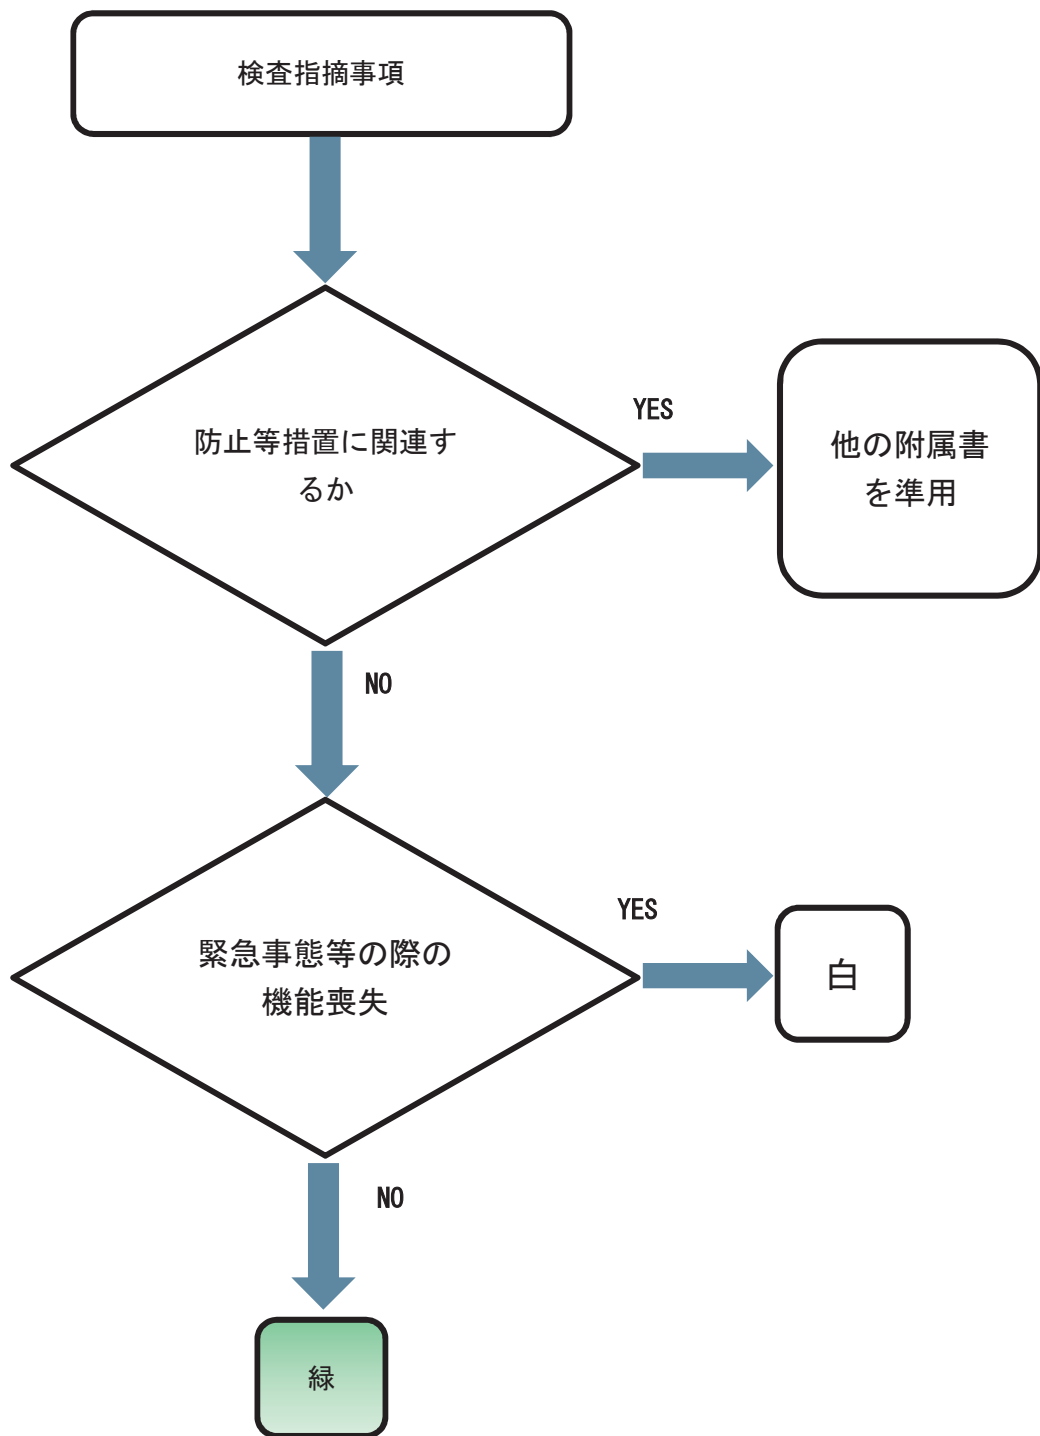 検査指摘事項
防止等措置に関連す
るか
YES
他の附属書
を準用
NO
緊急事態等の際の
機能喪失
YES
白
NO
緑